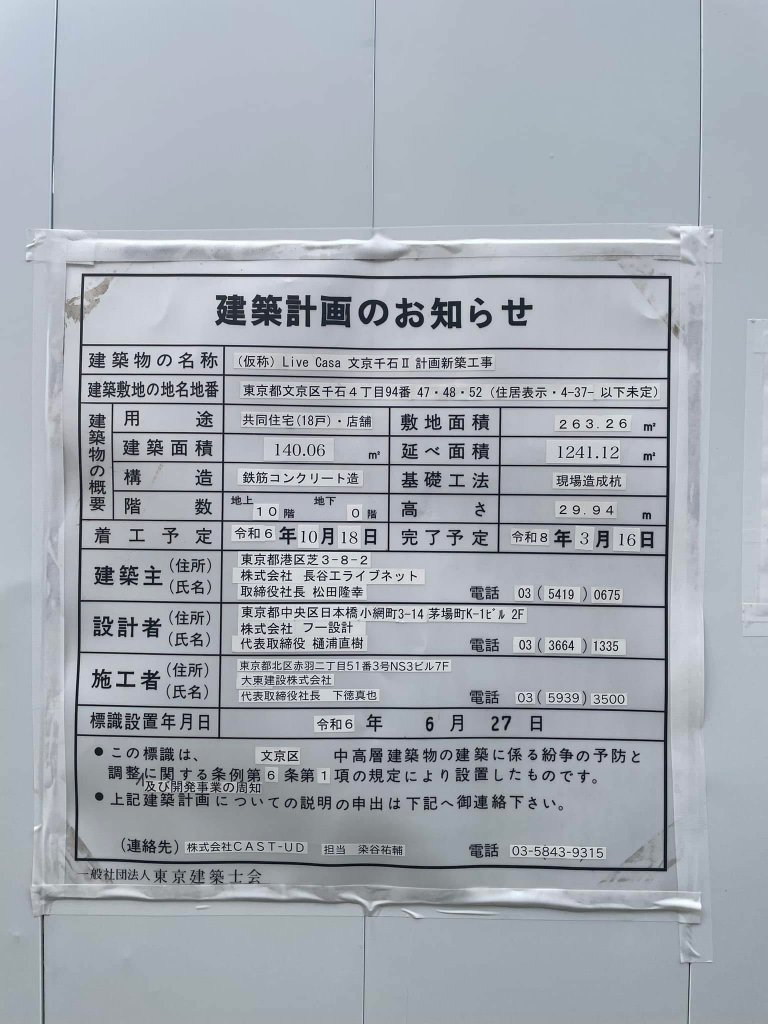 建築計画のお知らせ
建築物の名称 (仮称) Live Casa 文京千石Ⅱ 計画新築工事
建築敷地の地名地番 東京都文京区千石4丁目94番 47・48・52 (住居表示・4-37- 以下未定)
建築物の概要
用途 共同住宅(18戸)・店舗 敷地面積 263.26 ㎡
建築面積 140.06 ㎡ 延べ面積 1241.12 ㎡
構造 鉄筋コンクリート造 基礎工法 現場造成杭
階数 地上 10 階 地下 0 階 高さ 29.94 m
着工予定 令和6 年 10 月 18 日 完了予定 令和8 年 3 月 16 日
建築主 (住所) 東京都港区芝3-8-2
(氏名) 株式会社 長谷工ライブネット
取締役社長 松田隆幸 電話 03 (5419) 0675
設計者 (住所) 東京都中央区日本橋小網町3-14 茅場町K-1ビル 2F
(氏名) 株式会社 フー設計
代表取締役 樋浦直樹 電話 03 (3664) 1335
施工者 (住所) 東京都北区赤羽二丁目51番3号NS3ビル7F
(氏名) 大東建設株式会社
代表取締役社長 下徳真也 電話 03 (5939) 3500
標識設置年月日 令和6 年 6 月 27 日
●この標識は、 文京区 中高層建築物の建築に係る紛争の予防と
調整に関する条例第 6 条第 1 項の規定により設置したものです。
及び開発事業の周知
●上記建築計画についての説明の申出は下記へ御連絡下さい。
(連絡先) 株式会社CAST-UD 担当 染谷祐輔 電話 03-5843-9315
一般社団法人 東京建築士会